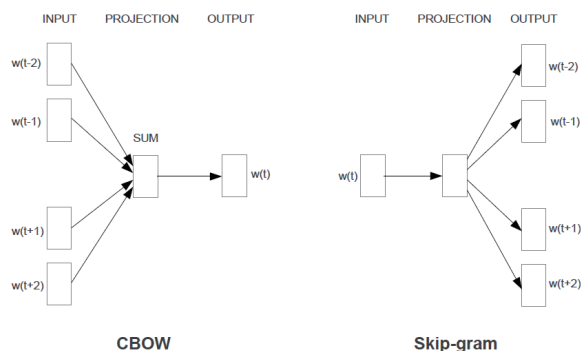 INPUT PROJECTION OUTPUT
w(t-2)
w(t-1)
SUM
w(t)
w(t+1)
w(t+2)
CBOW
INPUT PROJECTION OUTPUT
w(t-2)
w(t-1)
w(t)
w(t+1)
w(t+2)
Skip-gram